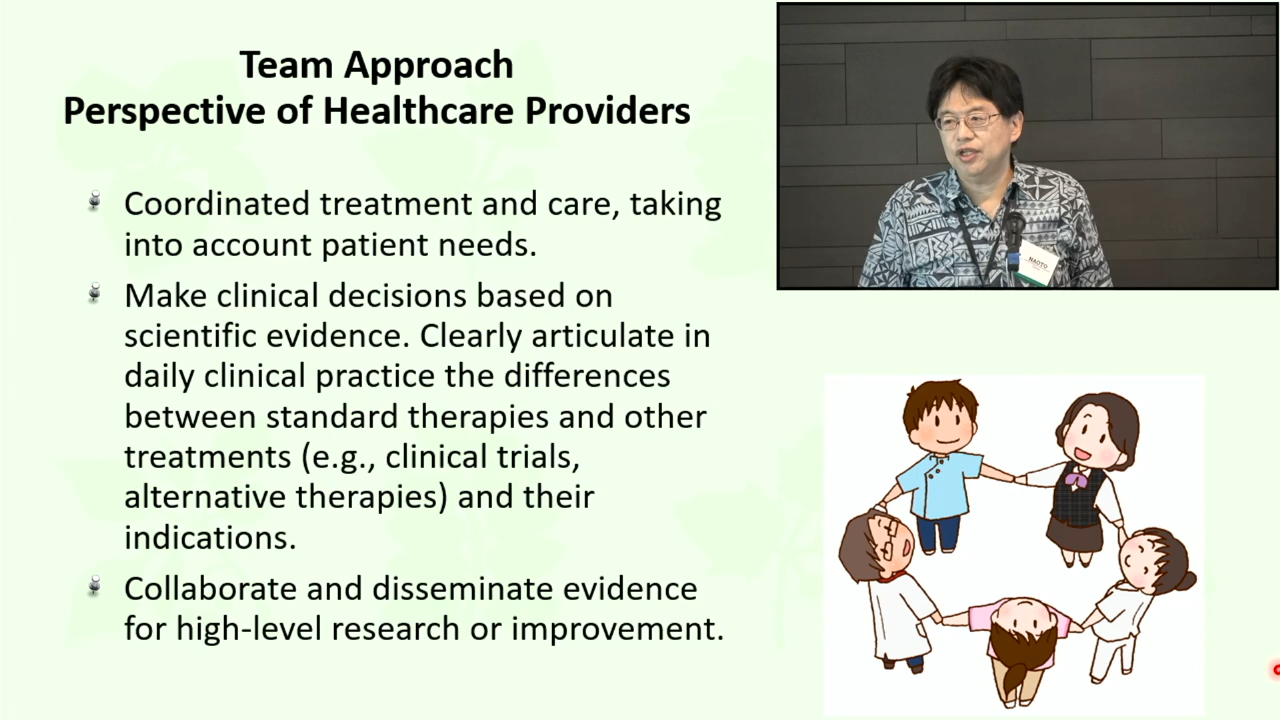 Team Approach
Perspective of Healthcare Providers
Coordinated treatment and care, taking
into account patient needs.
Make clinical decisions based on
scientific evidence. Clearly articulate in
daily clinical practice the differences
between standard therapies and other
treatments (e.g., clinical trials,
alternative therapies) and their
indications.
Collaborate and disseminate evidence
for high-level research or improvement.
NAOTO